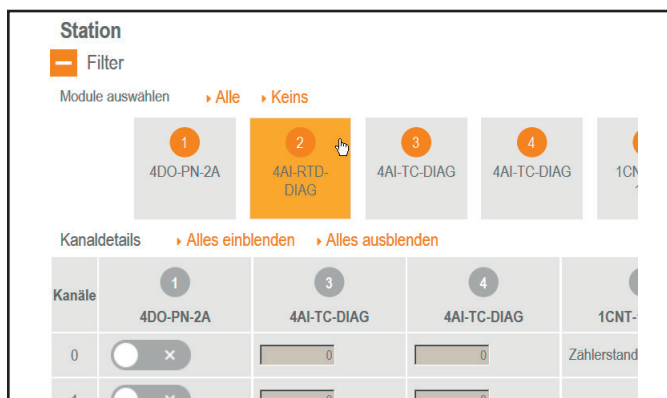 Station
Filter
Module auswählen Alle Keins
1 2 3 4
4DO-PN-2A 4AI-RTD-DIAG 4AI-TC-DIAG 4AI-TC-DIAG 1CN
Kanaldetails Alles einblenden Alles ausblenden
Kanäle 1 3 4
4DO-PN-2A 4AI-TC-DIAG 4AI-TC-DIAG 1CNT-
0 0 0 Zählerstand